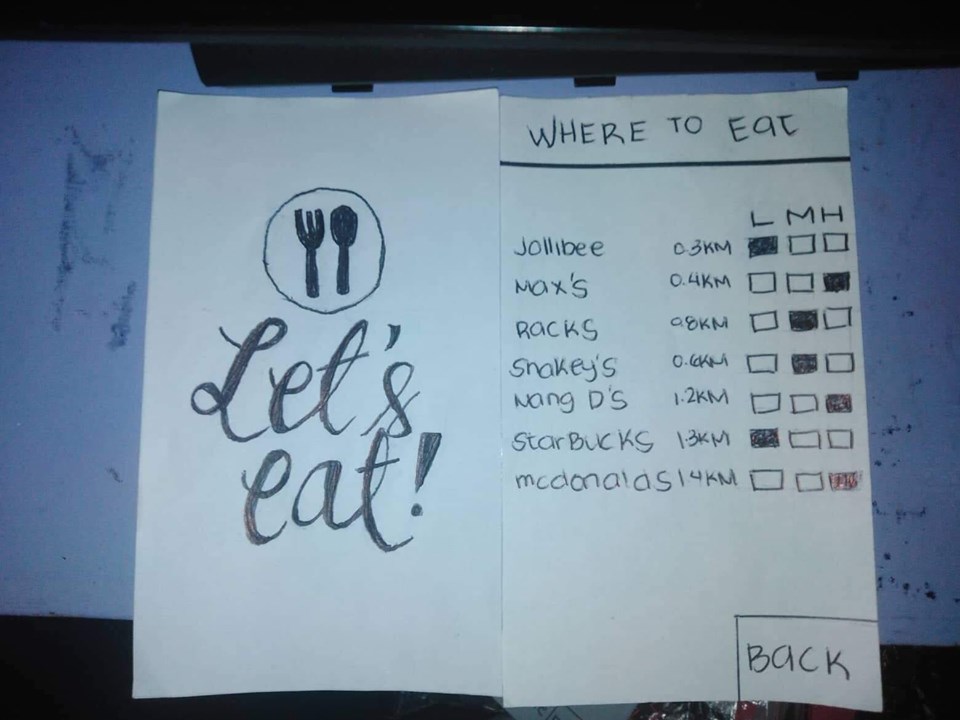 Let's
eat!
WHERE TO Eat
L M H
Jollibee 0.3KM
Max's 0.4KM
Racks 0.8KM
Shakey's 0.6KM
Nang D's 1.2KM
StarBucks 1.3KM
mcdonalds 1.4KM
Back